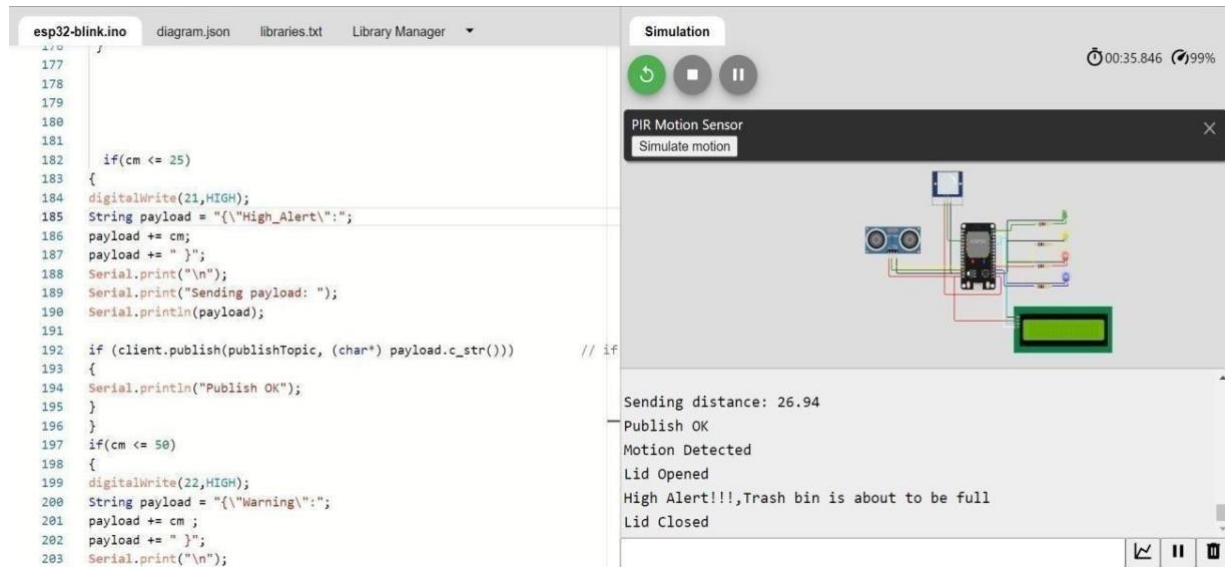 esp32-blink.ino diagram.json libraries.txt Library Manager
176 }
177
178
179
180
181
182 if(cm <= 25)
183 {
184 digitalWrite(21,HIGH);
185 String payload = "{\"High_Alert\":";
186 payload += cm;
187 payload += " }";
188 Serial.print("\n");
189 Serial.print("Sending payload: ");
190 Serial.println(payload);
191
192 if (client.publish(publishTopic, (char*) payload.c_str())) // if
193 {
194 Serial.println("Publish OK");
195 }
196 }
197 if(cm <= 50)
198 {
199 digitalWrite(22,HIGH);
200 String payload = "{\"Warning\":";
201 payload += cm ;
202 payload += " }";
203 Serial.print("\n");
Simulation
00:35.846 99%
PIR Motion Sensor
Simulate motion
Sending distance: 26.94
Publish OK
Motion Detected
Lid Opened
High Alert!!!,Trash bin is about to be full
Lid Closed